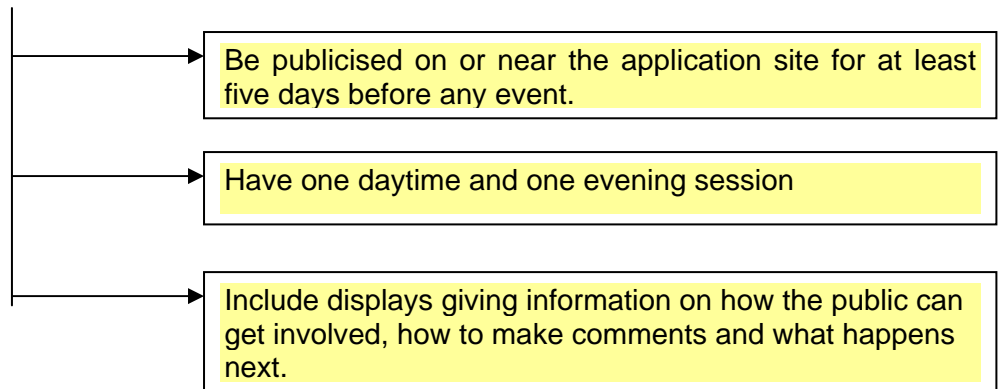 Be publicised on or near the application site for at least
five days before any event.
Have one daytime and one evening session
Include displays giving information on how the public can
get involved, how to make comments and what happens
next.